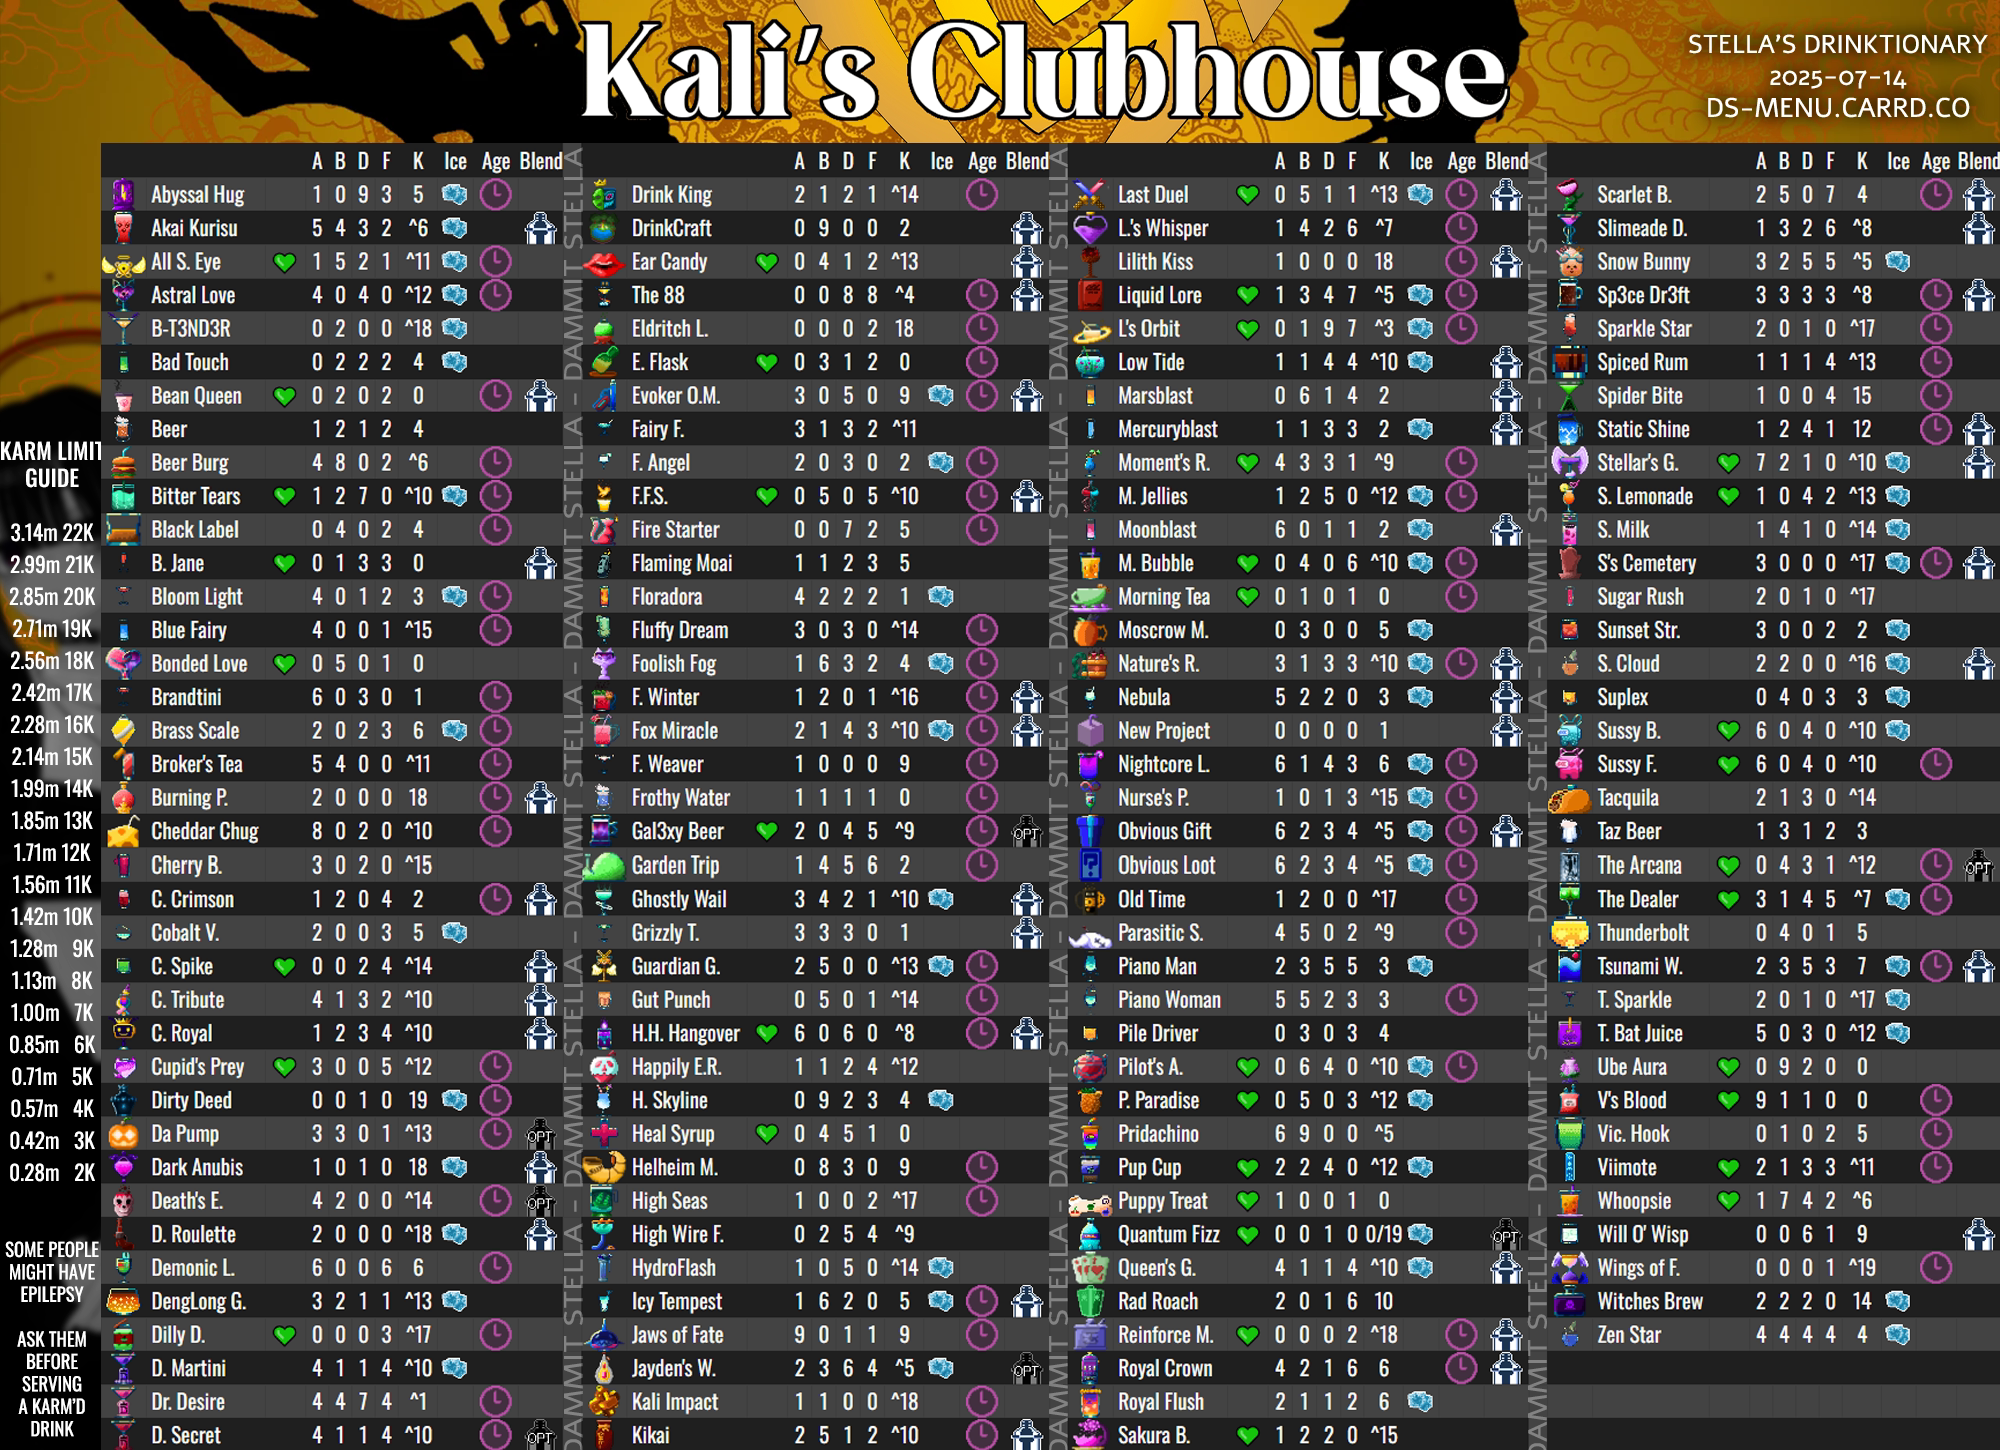 Kali's Clubhouse
STELLA'S DRINKTIONARY
2025-07-14
DS-MENU.CARRD.CO
KARM LIMIT
GUIDE
3.14m 22K
2.99m 21K
2.85m 20K
2.71m 19K
2.56m 18K
2.42m 17K
2.28m 16K
2.14m 15K
1.99m 14K
1.85m 13K
1.71m 12K
1.56m 11K
1.42m 10K
1.28m 9K
1.13m 8K
1.00m 7K
0.85m 6K
0.71m 5K
0.57m 4K
0.42m 3K
0.28m 2K
SOME PEOPLE
MIGHT HAVE
EPILEPSY
ASK THEM
BEFORE
SERVING
A KARM'D
DRINK
A B D F K Ice Age Blend
Abyssal Hug 1 0 9 3 5
Akai Kurisu 5 4 3 2 ^6
All S. Eye 1 5 2 1 ^11
Astral Love 4 0 4 0 ^12
B-T3ND3R 0 2 0 0 ^18
Bad Touch 0 2 2 2 4
Bean Queen 0 2 0 2 0
Beer 1 2 1 2 4
Beer Burg 4 8 0 2 ^6
Bitter Tears 1 2 7 0 ^10
Black Label 0 4 0 2 4
B. Jane 0 1 3 3 0
Bloom Light 4 0 1 2 3
Blue Fairy 4 0 0 1 ^15
Bonded Love 0 5 0 1 0
Brandtini 6 0 3 0 1
Brass Scale 2 0 2 3 6
Broker's Tea 5 4 0 0 ^11
Burning P. 2 0 0 0 18
Cheddar Chug 8 0 2 0 ^10
Cherry B. 3 0 2 0 ^15
C. Crimson 1 2 0 4 2
Cobalt V. 2 0 0 3 5
C. Spike 0 0 2 4 ^14
C. Tribute 4 1 3 2 ^10
C. Royal 1 2 3 4 ^10
Cupid's Prey 3 0 0 5 ^12
Dirty Deed 0 0 1 0 19
Da Pump 3 3 0 1 ^13 OPT
Dark Anubis 1 0 1 0 18
Death's E. 4 2 0 0 ^14 OPT
D. Roulette 2 0 0 0 ^18
Demonic L. 6 0 0 6 6
DengLong G. 3 2 1 1 ^13
Dilly D. 0 0 0 3 ^17
D. Martini 4 1 1 4 ^10
Dr. Desire 4 4 7 4 ^1
D. Secret 4 1 1 4 ^10 OPT
DAMMIT STELLA - DAMMIT STELLA - DAMMIT STELLA - DAMMIT STELLA
A B D F K Ice Age Blend
Drink King 2 1 2 1 ^14
DrinkCraft 0 9 0 0 2
Ear Candy 0 4 1 2 ^13
The 88 0 0 8 8 ^4
Eldritch L. 0 0 0 2 18
E. Flask 0 3 1 2 0
Evoker O.M. 3 0 5 0 9
Fairy F. 3 1 3 2 ^11
F. Angel 2 0 3 0 2
F.F.S. 0 5 0 5 ^10
Fire Starter 0 0 7 2 5
Flaming Moai 1 1 2 3 5
Floradora 4 2 2 2 1
Fluffy Dream 3 0 3 0 ^14
Foolish Fog 1 6 3 2 4
F. Winter 1 2 0 1 ^16
Fox Miracle 2 1 4 3 ^10
F. Weaver 1 0 0 0 9
Frothy Water 1 1 1 1 0
Gal3xy Beer 2 0 4 5 ^9 OPT
Garden Trip 1 4 5 6 2
Ghostly Wail 3 4 2 1 ^10
Grizzly T. 3 3 3 0 1
Guardian G. 2 5 0 0 ^13
Gut Punch 0 5 0 1 ^14
H.H. Hangover 6 0 6 0 ^8
Happily E.R. 1 1 2 4 ^12
H. Skyline 0 9 2 3 4
Heal Syrup 0 4 5 1 0
Helheim M. 0 8 3 0 9
High Seas 1 0 0 2 ^17
High Wire F. 0 2 5 4 ^9
HydroFlash 1 0 5 0 ^14
Icy Tempest 1 6 2 0 5
Jaws of Fate 9 0 1 1 9
Jayden's W. 2 3 6 4 ^5 OPT
Kali Impact 1 1 0 0 ^18
Kikai 2 5 1 2 ^10
DAMMIT STELLA - DAMMIT STELLA - DAMMIT STELLA - DAMMIT STELLA
A B D F K Ice Age Blend
Last Duel 0 5 1 1 ^13
L.'s Whisper 1 4 2 6 ^7
Lilith Kiss 1 0 0 0 18
Liquid Lore 1 3 4 7 ^5
L's Orbit 0 1 9 7 ^3
Low Tide 1 1 4 4 ^10
Marsblast 0 6 1 4 2
Mercuryblast 1 1 3 3 2
Moment's R. 4 3 3 1 ^9
M. Jellies 1 2 5 0 ^12
Moonblast 6 0 1 1 2
M. Bubble 0 4 0 6 ^10
Morning Tea 0 1 0 1 0
Moscrow M. 0 3 0 0 5
Nature's R. 3 1 3 3 ^10
Nebula 5 2 2 0 3
New Project 0 0 0 0 1
Nightcore L. 6 1 4 3 6
Nurse's P. 1 0 1 3 ^15
Obvious Gift 6 2 3 4 ^5
Obvious Loot 6 2 3 4 ^5
Old Time 1 2 0 0 ^17
Parasitic S. 4 5 0 2 ^9
Piano Man 2 3 5 5 3
Piano Woman 5 5 2 3 3
Pile Driver 0 3 0 3 4
Pilot's A. 0 6 4 0 ^10
P. Paradise 0 5 0 3 ^12
Pridachino 6 9 0 0 ^5
Pup Cup 2 2 4 0 ^12
Puppy Treat 1 0 0 1 0
Quantum Fizz 0 0 1 0 0/19 OPT
Queen's G. 4 1 1 4 ^10
Rad Roach 2 0 1 6 10
Reinforce M. 0 0 0 2 ^18
Royal Crown 4 2 1 6 6
Royal Flush 2 1 1 2 6
Sakura B. 1 2 2 0 ^15
DAMMIT STELLA - DAMMIT STELLA - DAMMIT STELLA - DAMMIT STELLA
A B D F K Ice Age Blend
Scarlet B. 2 5 0 7 4
Slimeade D. 1 3 2 6 ^8
Snow Bunny 3 2 5 5 ^5
Sp3ce Dr3ft 3 3 3 3 ^8
Sparkle Star 2 0 1 0 ^17
Spiced Rum 1 1 1 4 ^13
Spider Bite 1 0 0 4 15
Static Shine 1 2 4 1 12
Stellar's G. 7 2 1 0 ^10
S. Lemonade 1 0 4 2 ^13
S. Milk 1 4 1 0 ^14
S's Cemetery 3 0 0 0 ^17
Sugar Rush 2 0 1 0 ^17
Sunset Str. 3 0 0 2 2
S. Cloud 2 2 0 0 ^16
Suplex 0 4 0 3 3
Sussy B. 6 0 4 0 ^10
Sussy F. 6 0 4 0 ^10
Tacquila 2 1 3 0 ^14
Taz Beer 1 3 1 2 3
The Arcana 0 4 3 1 ^12 OPT
The Dealer 3 1 4 5 ^7
Thunderbolt 0 4 0 1 5
Tsunami W. 2 3 5 3 7
T. Sparkle 2 0 1 0 ^17
T. Bat Juice 5 0 3 0 ^12
Ube Aura 0 9 2 0 0
V's Blood 9 1 1 0 0
Vic. Hook 0 1 0 2 5
Viimote 2 1 3 3 ^11
Whoopsie 1 7 4 2 ^6
Will O' Wisp 0 0 6 1 9
Wings of F. 0 0 0 1 ^19
Witches Brew 2 2 2 0 14
Zen Star 4 4 4 4 4